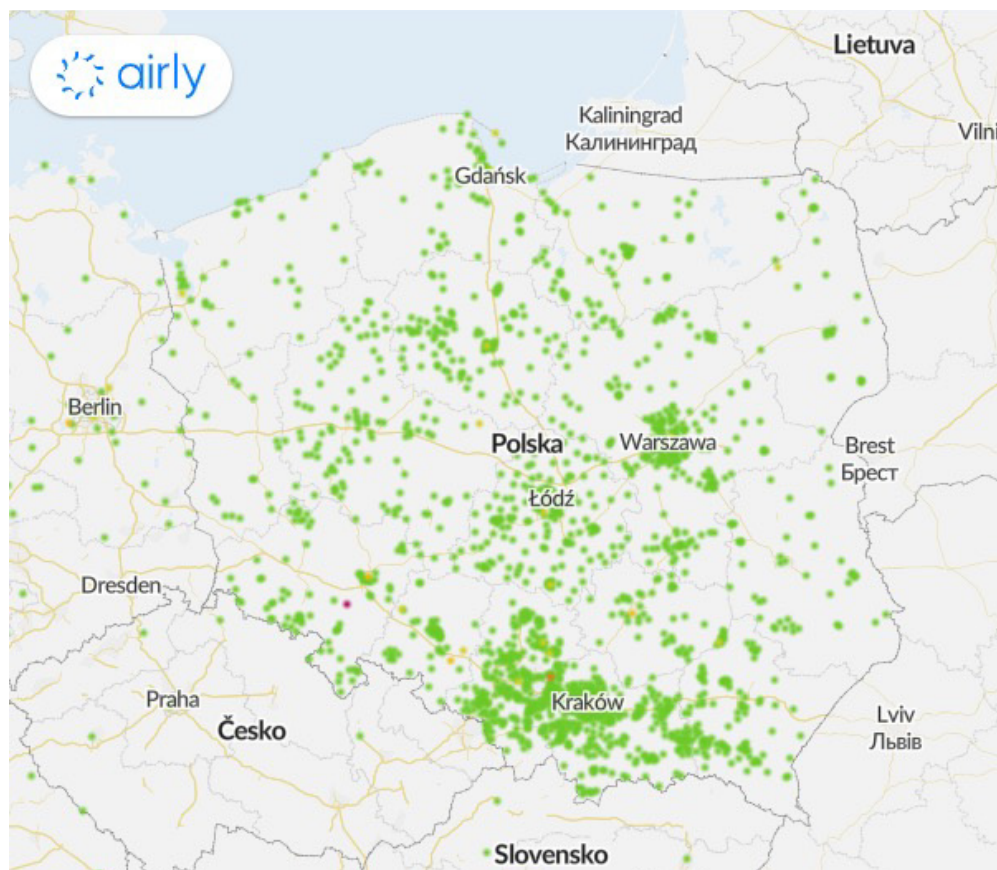 airly
Lietuva
Kaliningrad
Калининград
Vilni
Gdańsk
Berlin
Polska
Warszawa
Brest
Брест
Łódź
Dresden
Praha
Kraków
Česko
Lviv
Львів
Slovensko